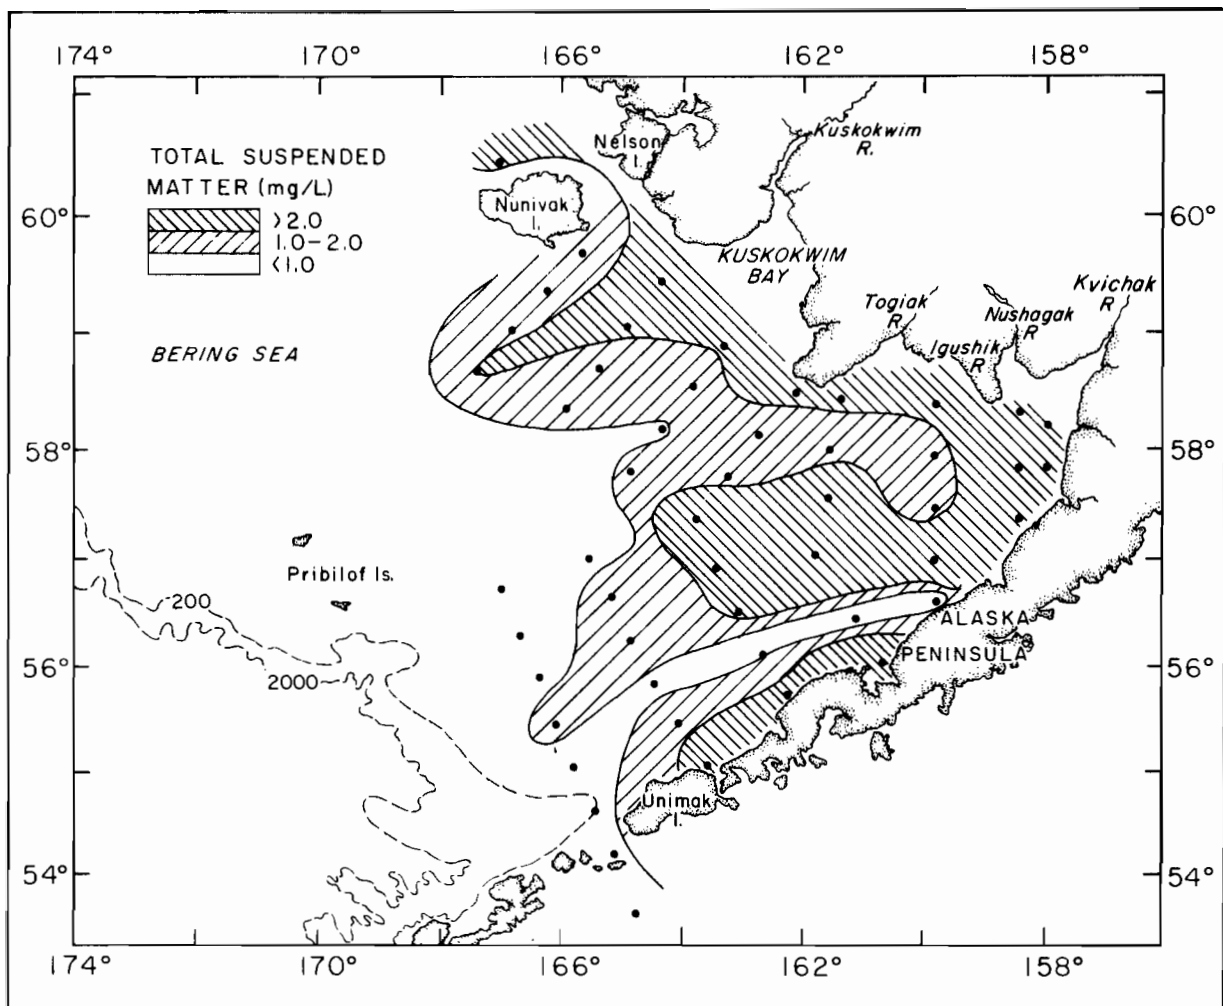 174° 170° 166° 162° 158°
TOTAL SUSPENDED
MATTER (mg/L)
>2.0
1.0-2.0
<1.0
Nelson
I.
Kuskokwim
R.
Nunivak
I.
60° 60°
KUSKOKWIM
BAY
Togiak
R
Nushagak
R
Kvichak
R
Igushik
R
BERING SEA
58° 58°
Pribilof Is.
200
2000
ALASKA
PENINSULA
56° 56°
Unimak
I.
54° 54°
174° 170° 166° 162° 158°